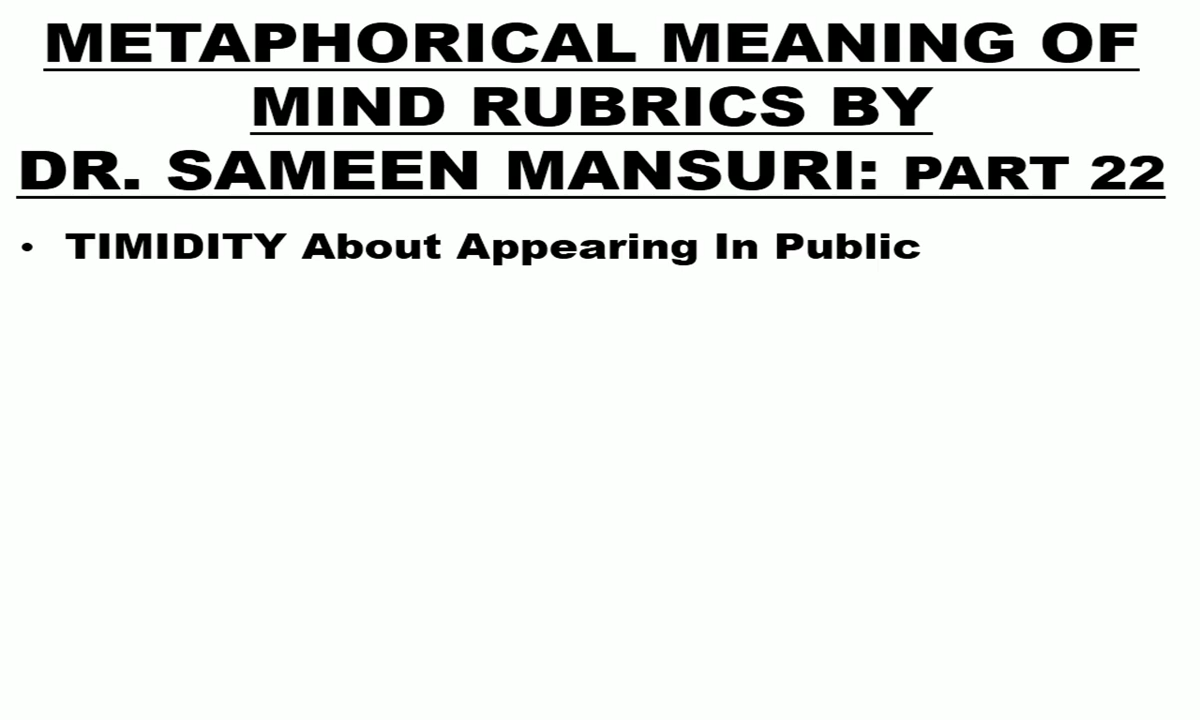 METAPHORICAL MEANING OF
MIND RUBRICS BY
DR. SAMEEN MANSURI: PART 22
• TIMIDITY About Appearing In Public